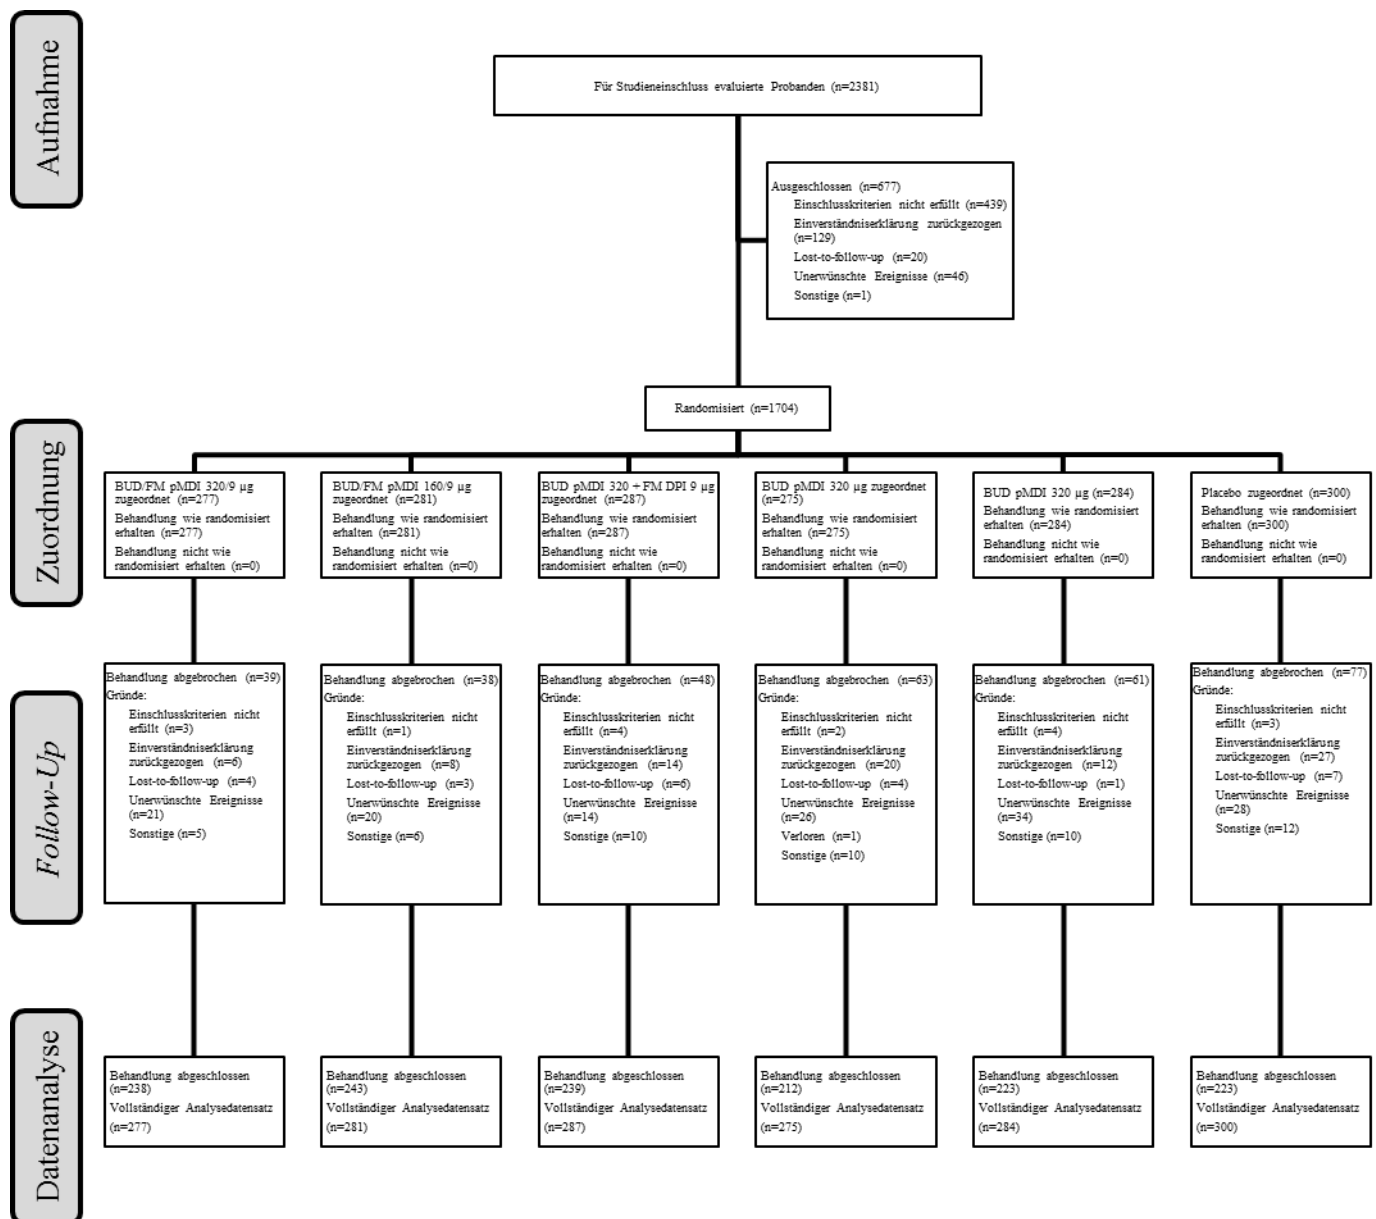 Aufnahme
Für Studieneinschluss evaluierte Probanden (n=2381)
Ausgeschlossen (n=677)
Einschlusskriterien nicht erfüllt (n=439)
Einverständniserklärung zurückgezogen
(n=129)
Lost-to-follow-up (n=20)
Unerwünschte Ereignisse (n=46)
Sonstige (n=1)
Randomisiert (n=1704)
Zuordnung
BUD/FM pMDI 320/9 µg
zugeordnet (n=277)
Behandlung wie randomisiert
erhalten (n=277)
Behandlung nicht wie
randomisiert erhalten (n=0)
BUD/FM pMDI 160/9 µg
zugeordnet (n=281)
Behandlung wie randomisiert
erhalten (n=281)
Behandlung nicht wie
randomisiert erhalten (n=0)
BUD pMDI 320 + FM DPI 9 µg
zugeordnet (n=287)
Behandlung wie randomisiert
erhalten (n=287)
Behandlung nicht wie
randomisiert erhalten (n=0)
BUD pMDI 320 µg zugeordnet
(n=275)
Behandlung wie randomisiert
erhalten (n=275)
Behandlung nicht wie
randomisiert erhalten (n=0)
BUD pMDI 320 µg (n=284)
Behandlung wie randomisiert
erhalten (n=284)
Behandlung nicht wie
randomisiert erhalten (n=0)
Placebo zugeordnet (n=300)
Behandlung wie randomisiert
erhalten (n=300)
Behandlung nicht wie
randomisiert erhalten (n=0)
Follow-Up
Behandlung abgebrochen (n=39)
Gründe:
Einschlusskriterien nicht
erfüllt (n=3)
Einverständniserklärung
zurückgezogen (n=6)
Lost-to-follow-up (n=4)
Unerwünschte Ereignisse
(n=21)
Sonstige (n=5)
Behandlung abgebrochen (n=38)
Gründe:
Einschlusskriterien nicht
erfüllt (n=1)
Einverständniserklärung
zurückgezogen (n=8)
Lost-to-follow-up (n=3)
Unerwünschte Ereignisse
(n=20)
Sonstige (n=6)
Behandlung abgebrochen (n=48)
Gründe:
Einschlusskriterien nicht
erfüllt (n=4)
Einverständniserklärung
zurückgezogen (n=14)
Lost-to-follow-up (n=6)
Unerwünschte Ereignisse
(n=14)
Sonstige (n=10)
Behandlung abgebrochen (n=63)
Gründe:
Einschlusskriterien nicht
erfüllt (n=2)
Einverständniserklärung
zurückgezogen (n=20)
Lost-to-follow-up (n=4)
Unerwünschte Ereignisse
(n=26)
Verloren (n=1)
Sonstige (n=10)
Behandlung abgebrochen (n=61)
Gründe:
Einschlusskriterien nicht
erfüllt (n=4)
Einverständniserklärung
zurückgezogen (n=12)
Lost-to-follow-up (n=1)
Unerwünschte Ereignisse
(n=34)
Sonstige (n=10)
Behandlung abgebrochen (n=77)
Gründe:
Einschlusskriterien nicht
erfüllt (n=3)
Einverständniserklärung
zurückgezogen (n=27)
Lost-to-follow-up (n=7)
Unerwünschte Ereignisse
(n=28)
Sonstige (n=12)
Datenanalyse
Behandlung abgeschlossen
(n=238)
Vollständiger Analysedatensatz
(n=277)
Behandlung abgeschlossen
(n=243)
Vollständiger Analysedatensatz
(n=281)
Behandlung abgeschlossen
(n=239)
Vollständiger Analysedatensatz
(n=287)
Behandlung abgeschlossen
(n=212)
Vollständiger Analysedatensatz
(n=275)
Behandlung abgeschlossen
(n=223)
Vollständiger Analysedatensatz
(n=284)
Behandlung abgeschlossen
(n=223)
Vollständiger Analysedatensatz
(n=300)